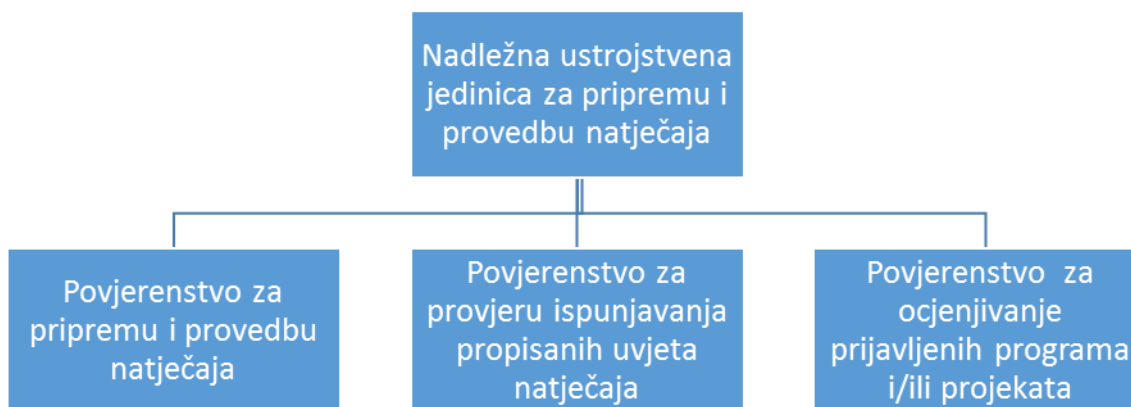 Nadležna ustrojstvena
jedinica za pripremu i
provedbu natječaja
Povjerenstvo za
pripremu i provedbu
natječaja
Povjerenstvo za
provjeru ispunjavanja
propisanih uvjeta
natječaja
Povjerenstvo za
ocjenjivanje
prijavljenih programa
i/ili projekata